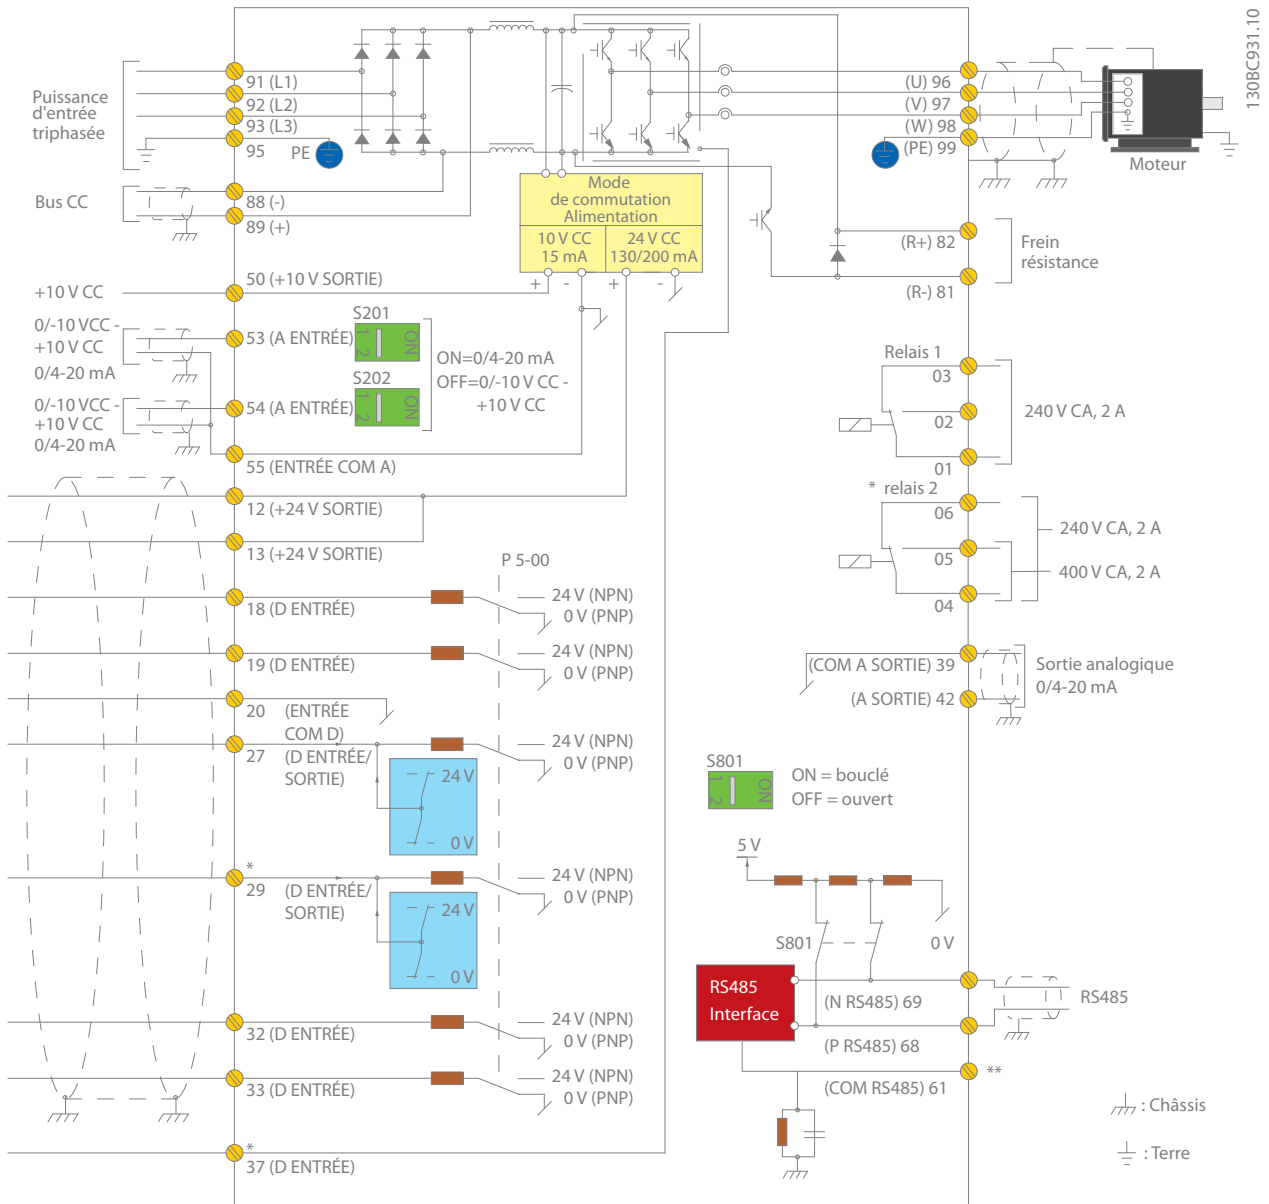 130BC931.10
Puissance
d'entrée
triphasée
91 (L1)
92 (L2)
93 (L3)
95
PE
Bus CC
88 (-)
89 (+)
Mode
de commutation
Alimentation
10 V CC
15 mA
24 V CC
130/200 mA
+ - + -
(U) 96
(V) 97
(W) 98
(PE) 99
Moteur
(R+) 82
(R-) 81
Frein
résistance
+10 V CC
50 (+10 V SORTIE)
0/-10 VCC -
+10 V CC
0/4-20 mA
53 (A ENTRÉE)
S201
1 2
ON
ON=0/4-20 mA
OFF=0/-10 V CC -
+10 V CC
0/-10 VCC -
+10 V CC
0/4-20 mA
54 (A ENTRÉE)
S202
1 2
ON
55 (ENTRÉE COM A)
12 (+24 V SORTIE)
13 (+24 V SORTIE)
Relais 1
03
02
01
240 V CA, 2 A
* relais 2
06
05
04
240 V CA, 2 A
400 V CA, 2 A
P 5-00
18 (D ENTRÉE)
24 V (NPN)
0 V (PNP)
19 (D ENTRÉE)
24 V (NPN)
0 V (PNP)
20 (ENTRÉE
COM D)
27 (D ENTRÉE/
SORTIE)
24 V (NPN)
0 V (PNP)
24 V
0 V
*
29 (D ENTRÉE/
SORTIE)
24 V (NPN)
0 V (PNP)
24 V
0 V
32 (D ENTRÉE)
24 V (NPN)
0 V (PNP)
33 (D ENTRÉE)
24 V (NPN)
0 V (PNP)
*
37 (D ENTRÉE)
(COM A SORTIE) 39
(A SORTIE) 42
Sortie analogique
0/4-20 mA
S801
1 2
ON
ON = bouclé
OFF = ouvert
5 V
S801
0 V
RS485
Interface
(N RS485) 69
(P RS485) 68
(COM RS485) 61
RS485
**
: Châssis
: Terre